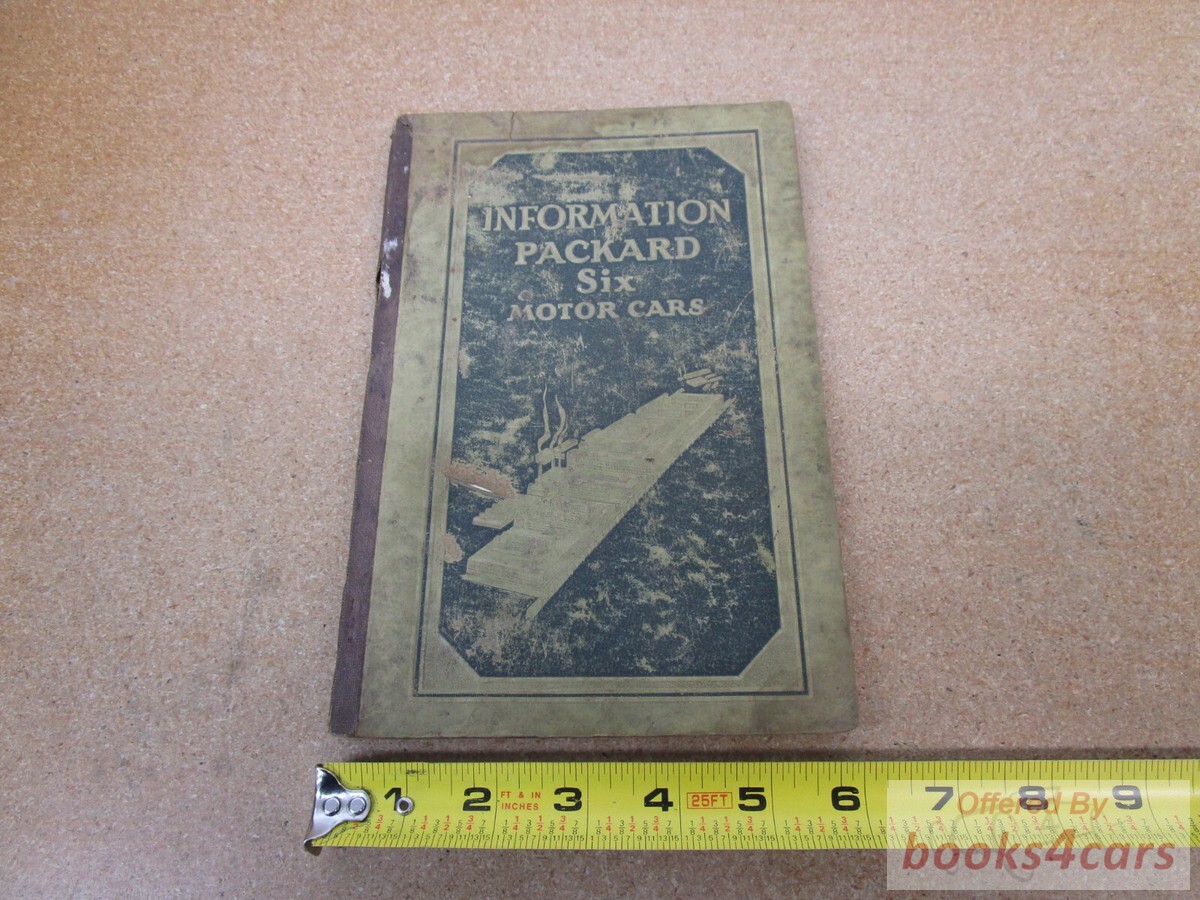 INFORMATION
PACKARD
Six
MOTOR CARS
1 2 FT & IN INCHES 3 4 25FT 5 6 7 8 9
Offered By
books4cars